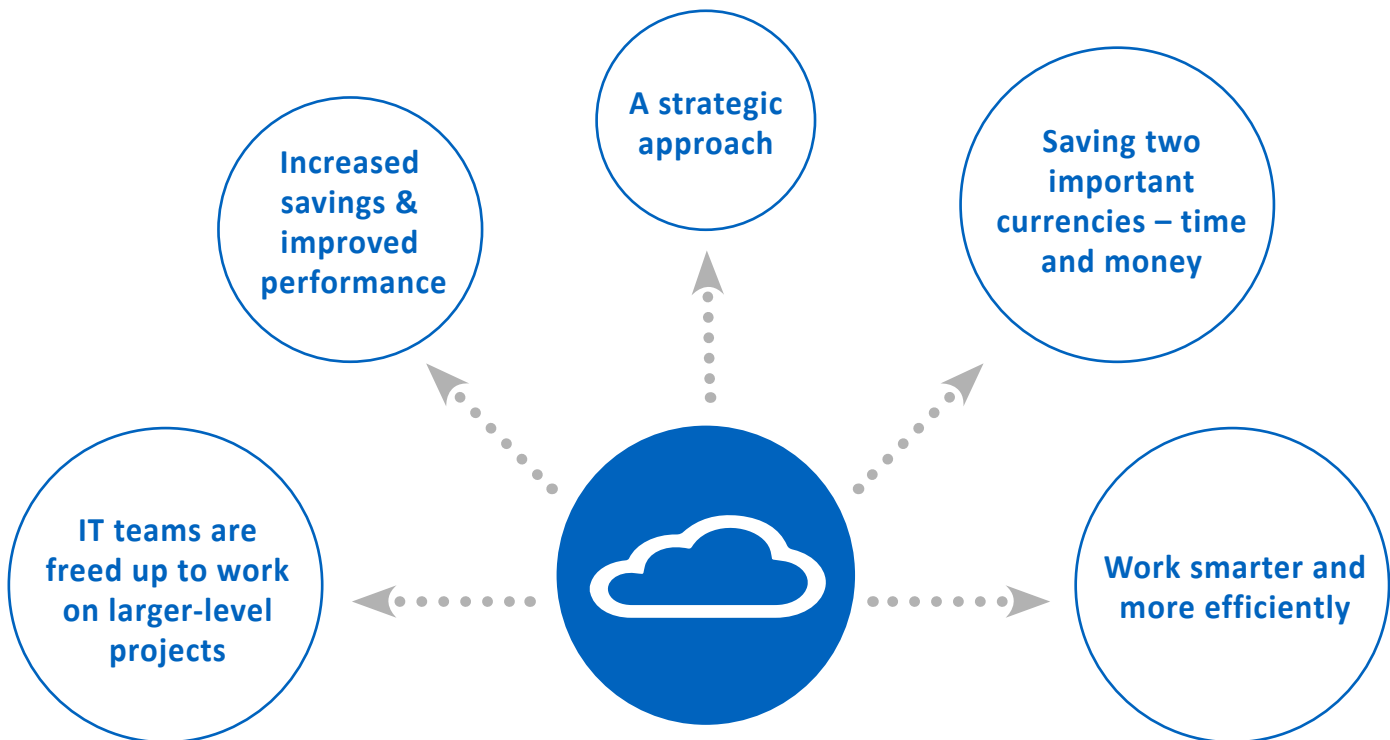 A strategic
approach
Increased
savings &
improved
performance
Saving two
important
currencies – time
and money
IT teams are
freed up to work
on larger-level
projects
Work smarter and
more efficiently